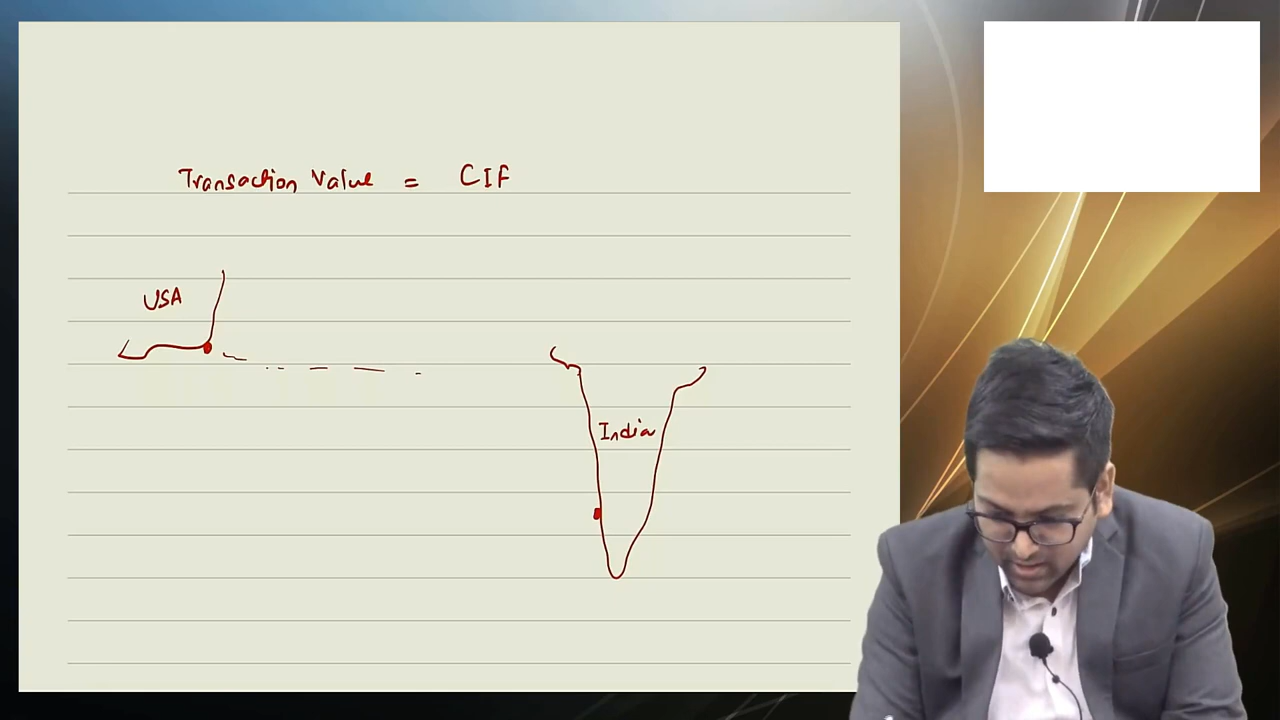 Transaction Value = CIF
USA
India